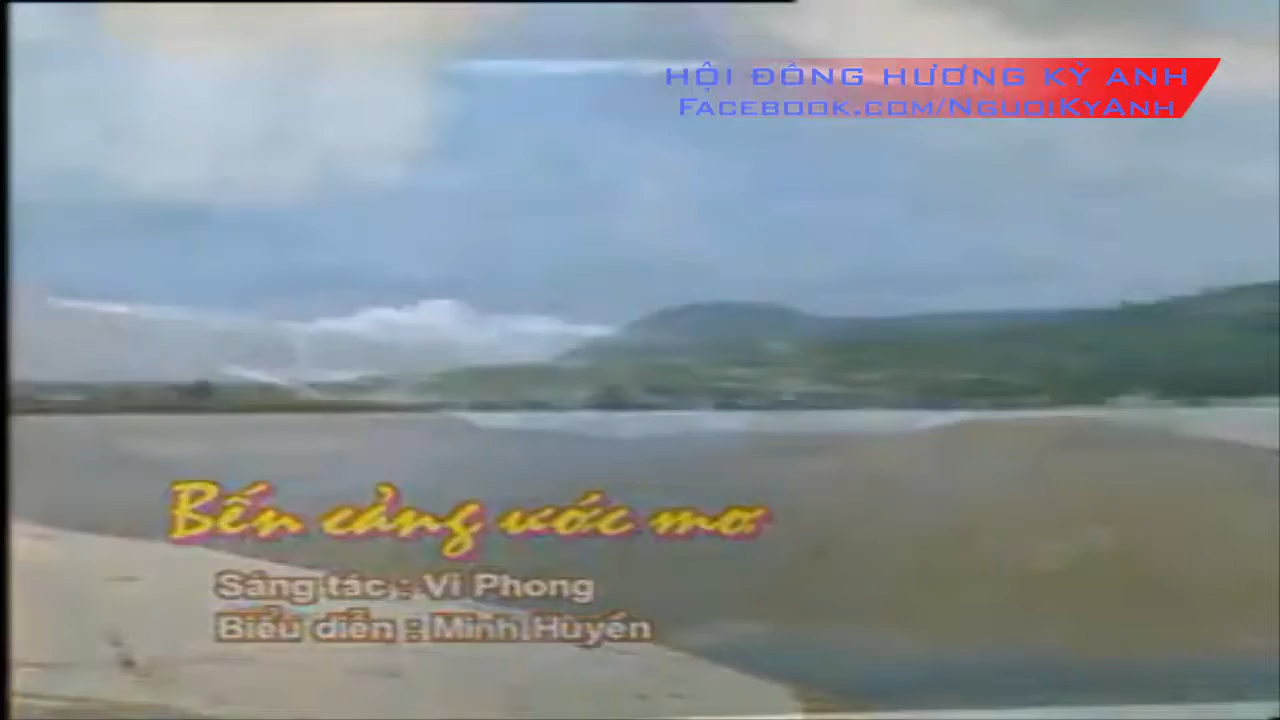 HỘI ĐỒNG HƯƠNG KỲ ANH
FACEBOOK.COM/NGUOIKYANH
Bến cảng ước mơ
Sáng tác : Vi Phong
Biểu diễn : Minh Huyền